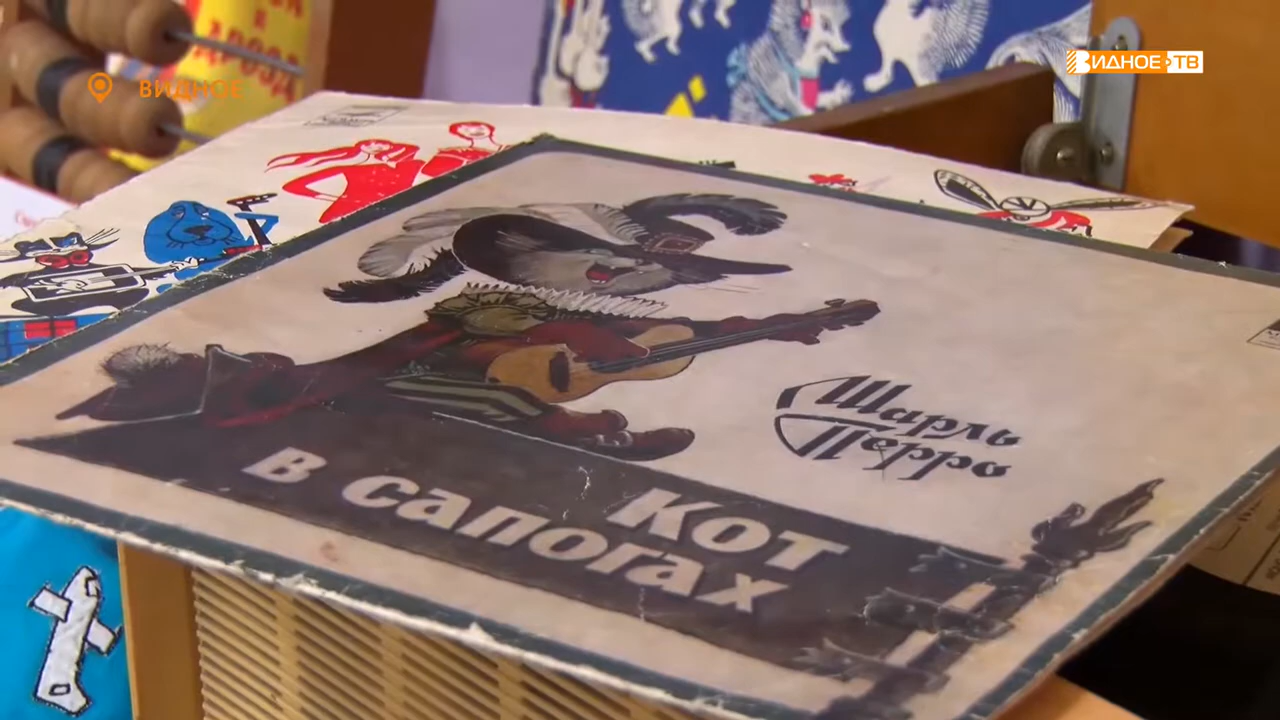 ВИДНОЕ
ВИДНОЕ ТВ
Шарль
Перро
Кот
в сапогах